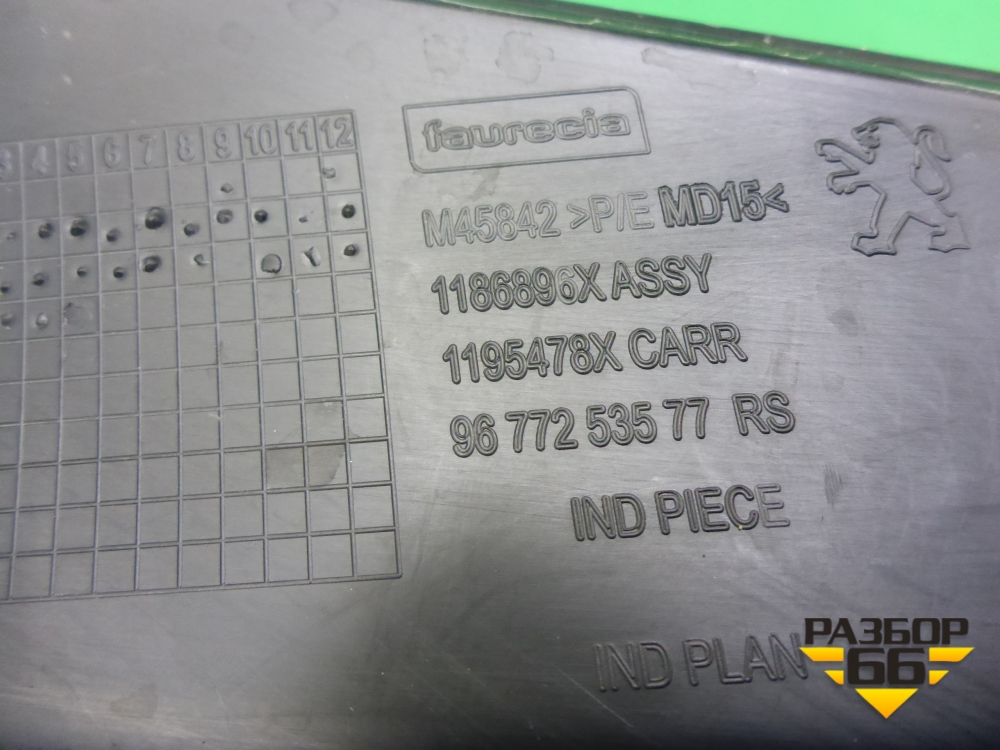 3 4 5 6 7 8 9 10 11 12
faurecia
M45842 >P/E MD15<
1186896X ASSY
1195478X CARR
96 772 535 77 RS
IND PIECE
IND PLAN
РАЗБОР
66